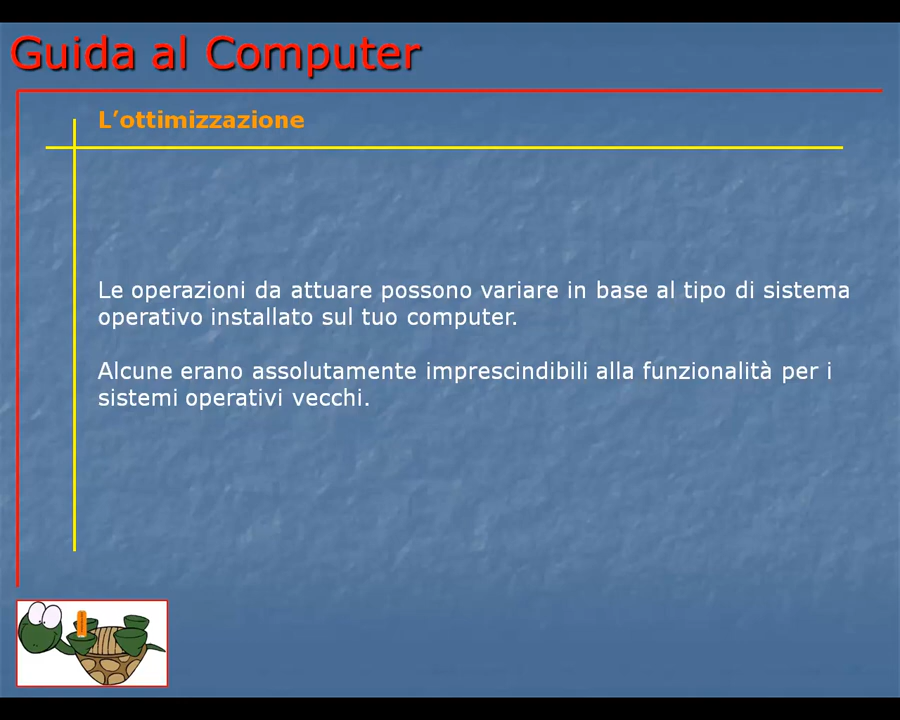 Guida al Computer
L’ottimizzazione
Le operazioni da attuare possono variare in base al tipo di sistema
operativo installato sul tuo computer.
Alcune erano assolutamente imprescindibili alla funzionalità per i
sistemi operativi vecchi.